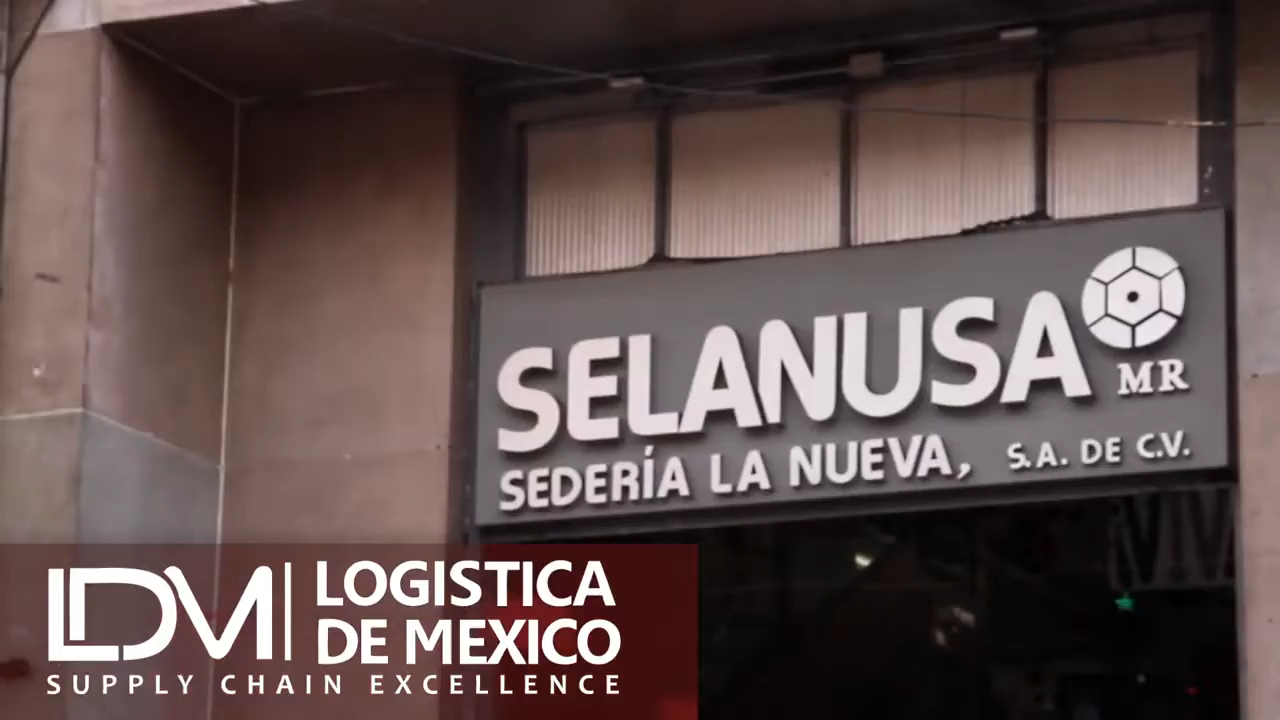 SELANUSA
MR
SEDERÍA LA NUEVA, S.A. DE C.V.
LDM
LOGISTICA
DE MEXICO
SUPPLY CHAIN EXCELLENCE